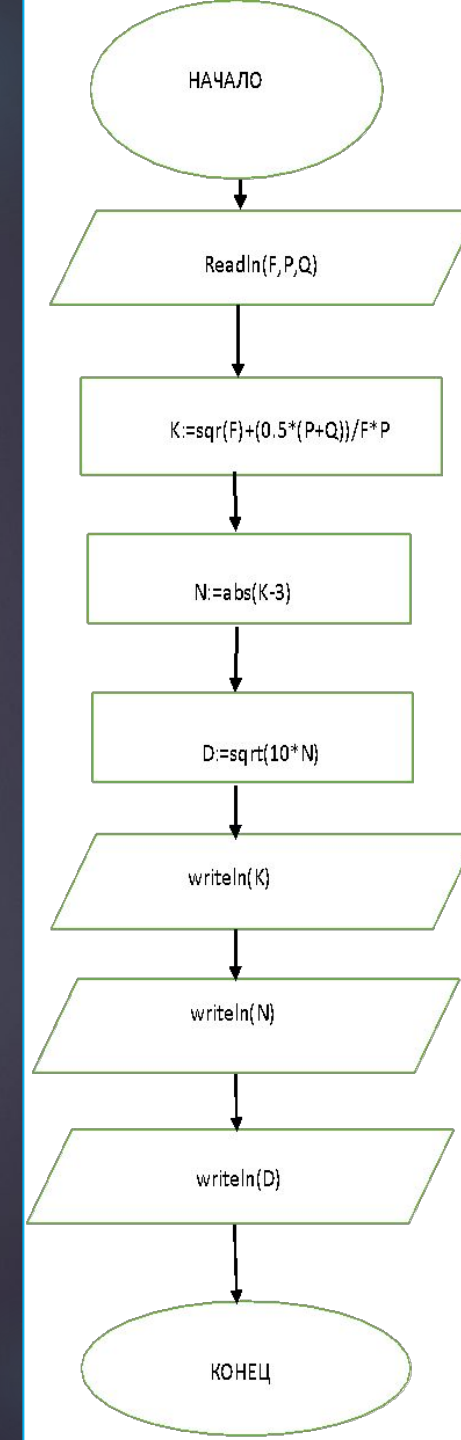 НАЧАЛО
Readln(F,P,Q)
K:=sqr(F)+(0.5*(P+Q))/F*P
N:=abs(K-3)
D:=sqrt(10*N)
writeln(K)
writeln(N)
writeln(D)
КОНЕЦ